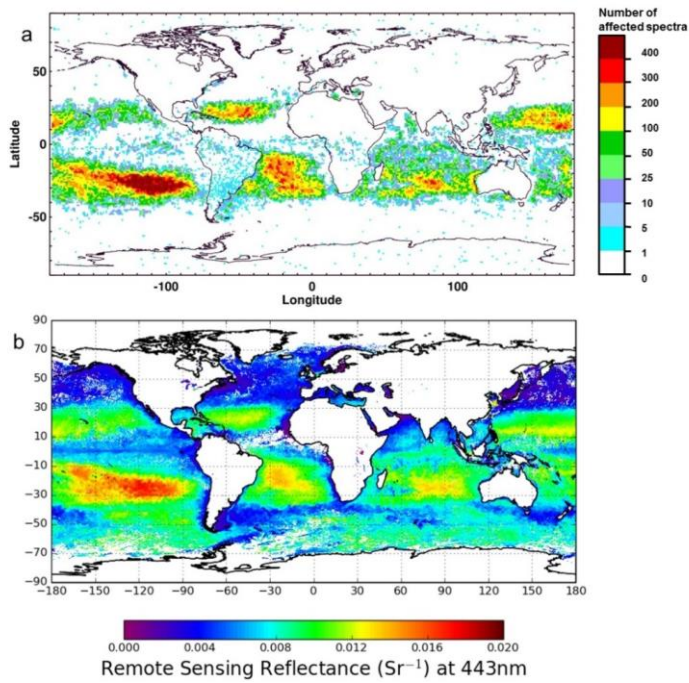 Number of
affected spectra
a
400
300
200
100
50
25
10
5
1
0
50
0
-50
Latitude
-100 0 100
Longitude
b
90
70
50
30
10
−10
−30
−50
−70
−90
−180 −150 −120 −90 −60 −30 0 30 60 90 120 150 180
0.000 0.004 0.008 0.012 0.016 0.020
Remote Sensing Reflectance (Sr⁻¹) at 443nm